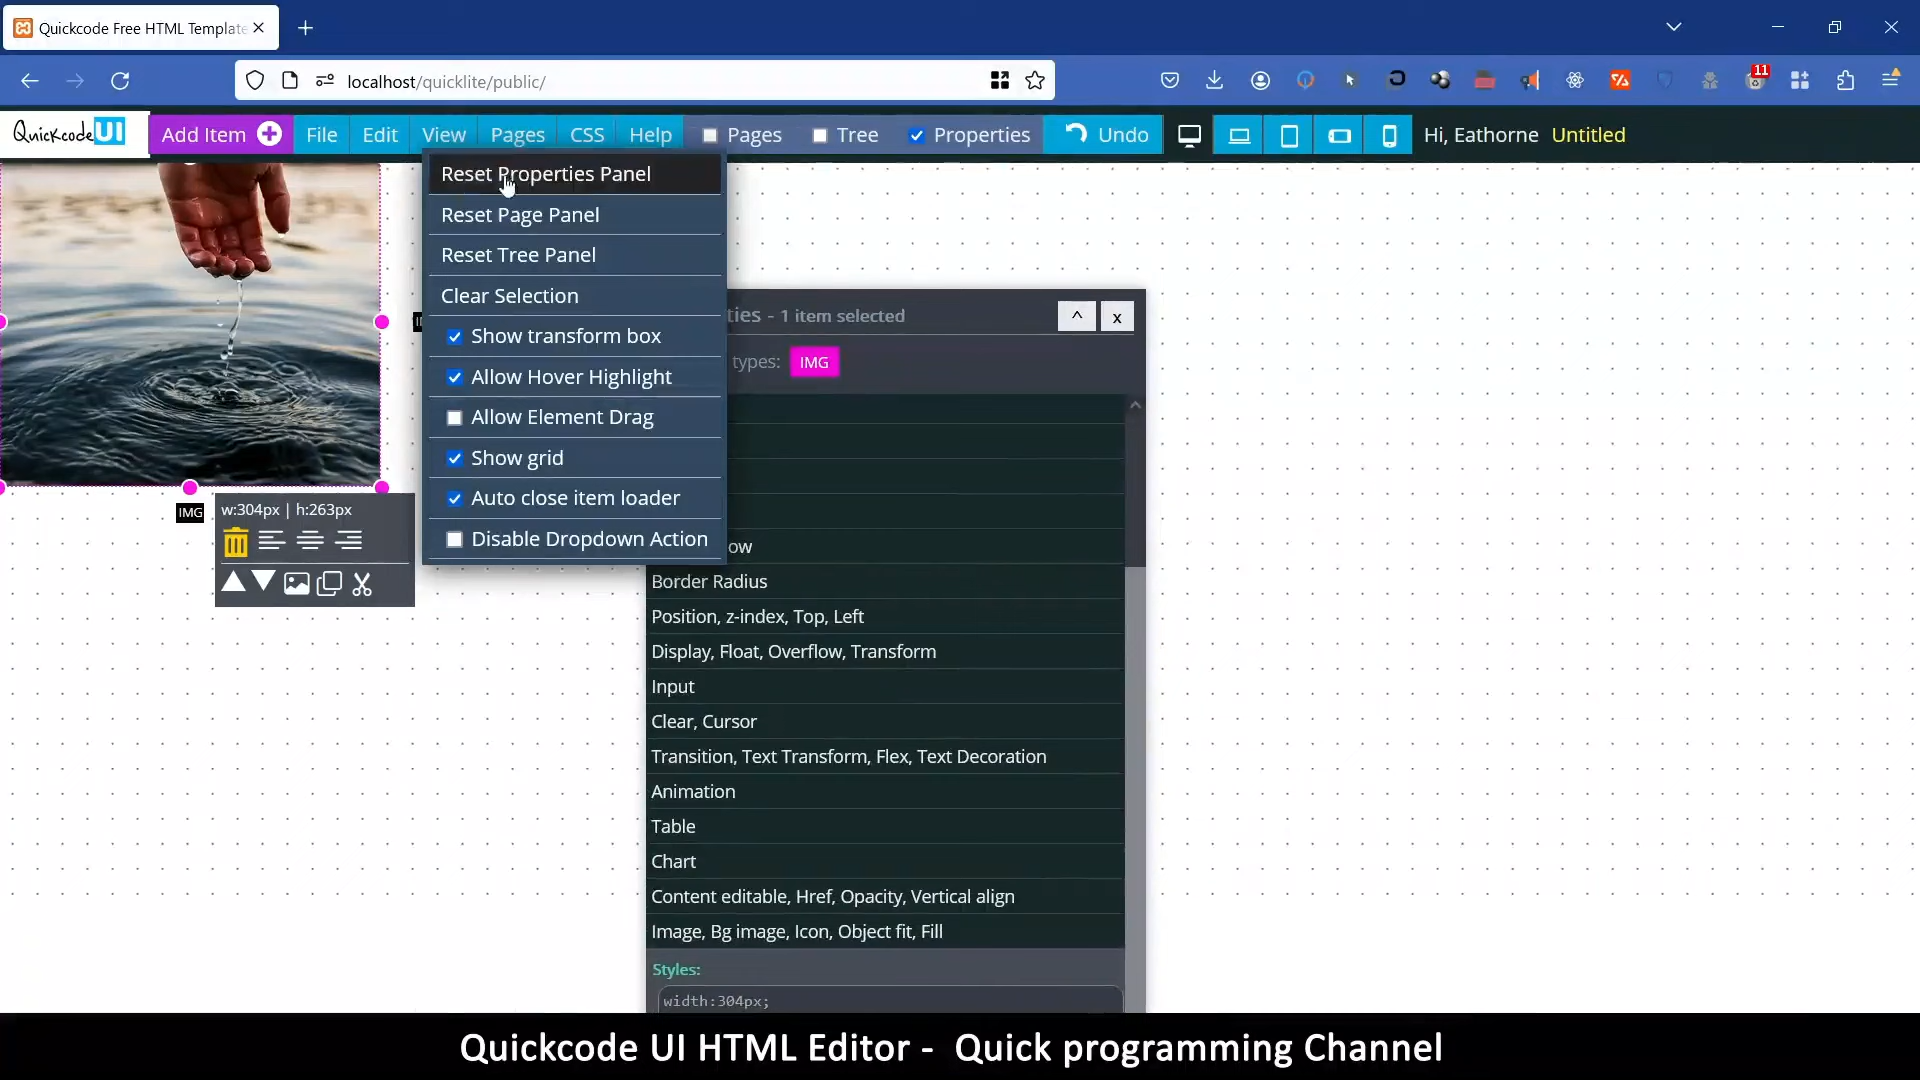 Quickcode Free HTML Template
localhost/quicklite/public/
11
Quickcode UI
Add Item
File
Edit
View
Pages
CSS
Help
Pages
Tree
Properties
Undo
Hi, Eathorne
Untitled
Reset Properties Panel
Reset Page Panel
Reset Tree Panel
Clear Selection
Show transform box
Allow Hover Highlight
Allow Element Drag
Show grid
Auto close item loader
Disable Dropdown Action
ties - 1 item selected
^
x
types:
IMG
IMG
w:304px | h:263px
ow
Border Radius
Position, z-index, Top, Left
Display, Float, Overflow, Transform
Input
Clear, Cursor
Transition, Text Transform, Flex, Text Decoration
Animation
Table
Chart
Content editable, Href, Opacity, Vertical align
Image, Bg image, Icon, Object fit, Fill
Styles:
width:304px;
Quickcode UI HTML Editor - Quick programming Channel